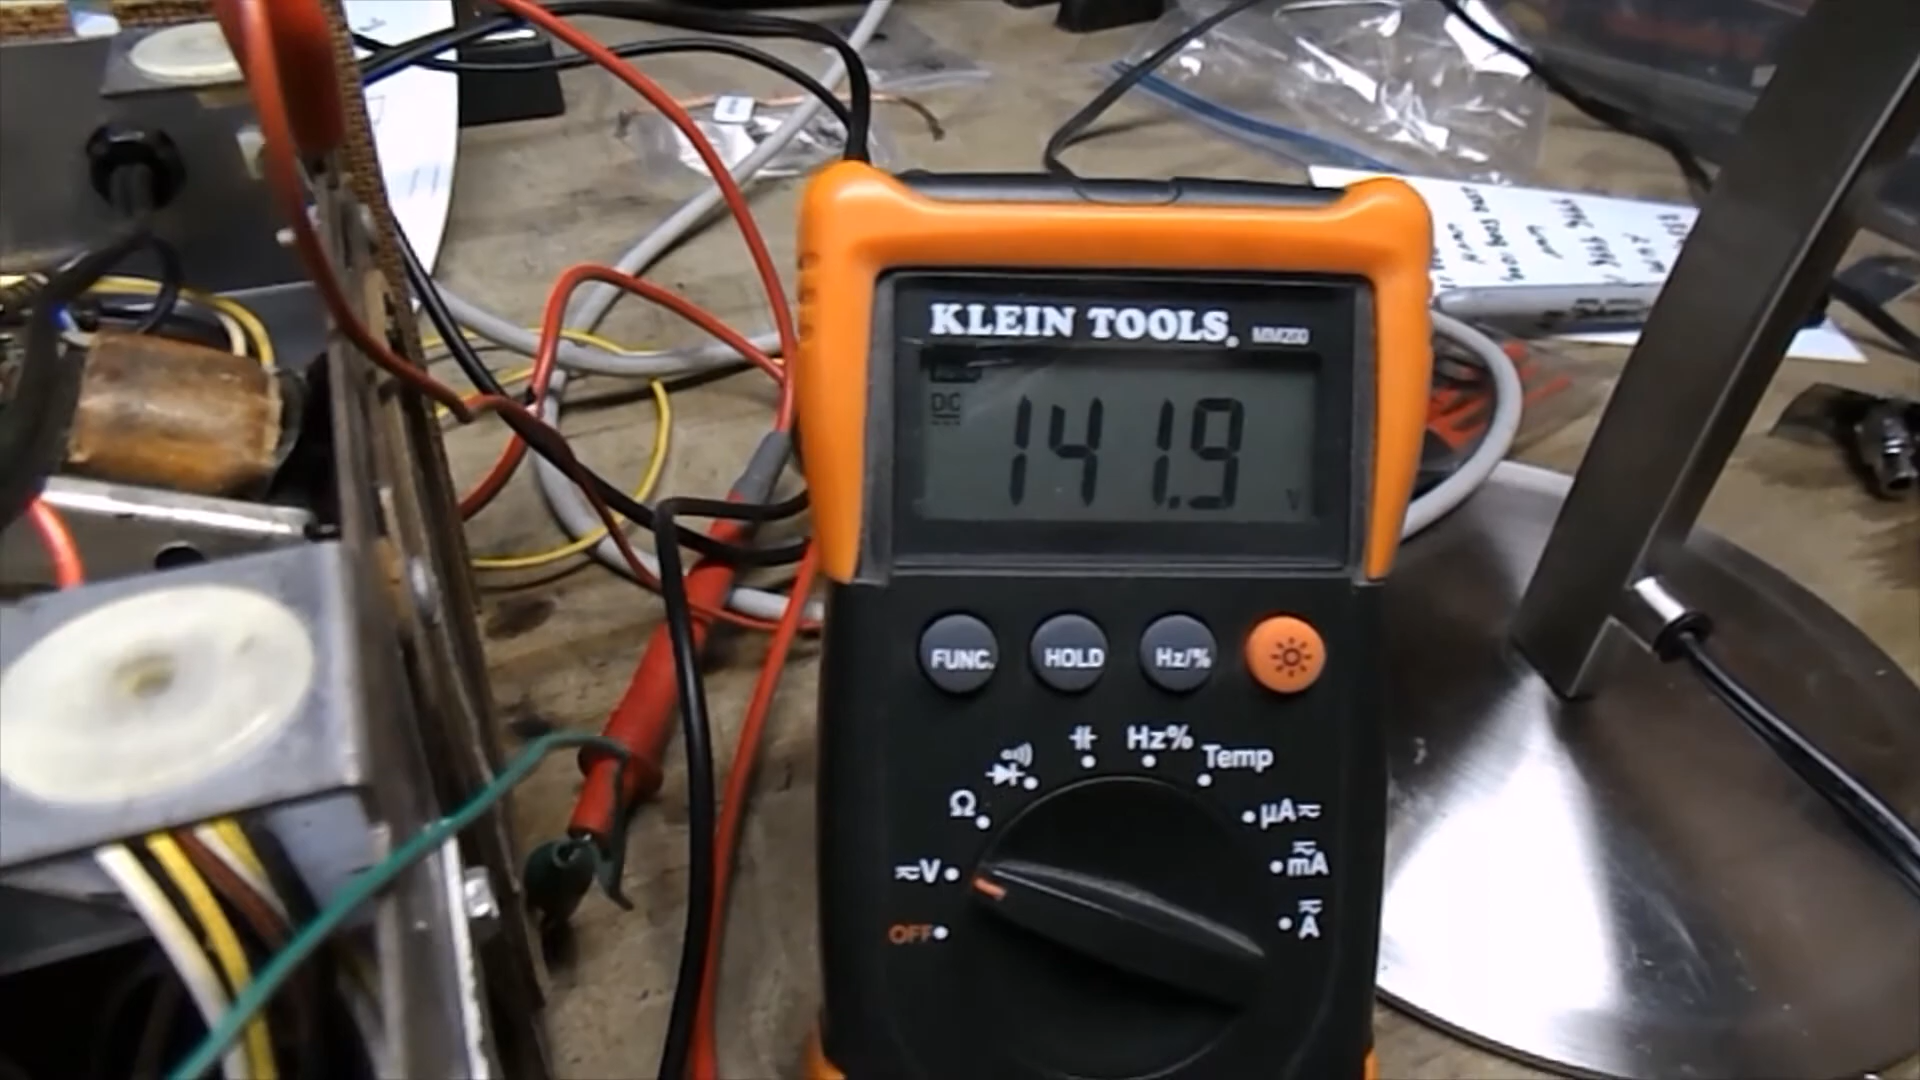 KLEIN TOOLS®
MM200
DC
141.9
V
FUNC.
HOLD
Hz/%
Hz%
Temp
Ω
µA
≂V
mA
OFF
A